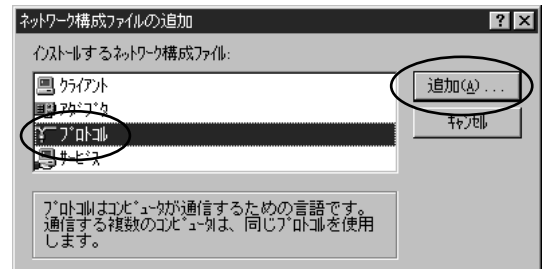 ﾈｯﾄﾜｰｸ構成ﾌｧｲﾙの追加
ｲﾝｽﾄｰﾙするﾈｯﾄﾜｰｸ構成ﾌｧｲﾙ:
ｸﾗｲｱﾝﾄ
追加(A)...
ｱﾀﾞﾌﾟﾀ
ﾌﾟﾛﾄｺﾙ
ｷｬﾝｾﾙ
ｻｰﾋﾞｽ
ﾌﾟﾛﾄｺﾙはｺﾝﾋﾟｭｰﾀが通信するための言語です。
通信する複数のｺﾝﾋﾟｭｰﾀは、同じﾌﾟﾛﾄｺﾙを使用
します。